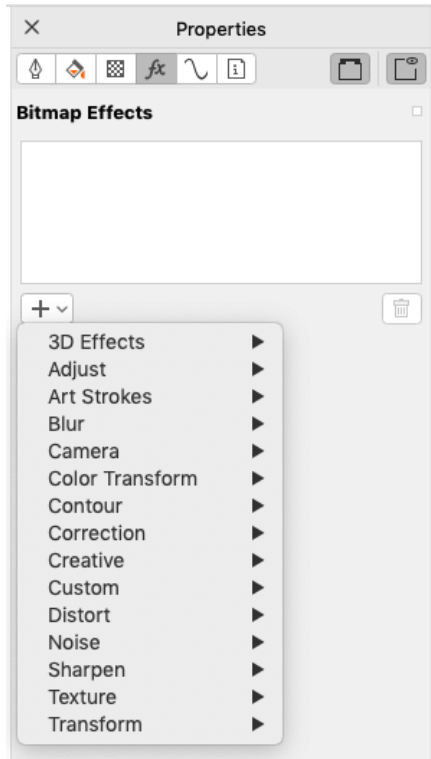 Properties
fx
Bitmap Effects
3D Effects
Adjust
Art Strokes
Blur
Camera
Color Transform
Contour
Correction
Creative
Custom
Distort
Noise
Sharpen
Texture
Transform